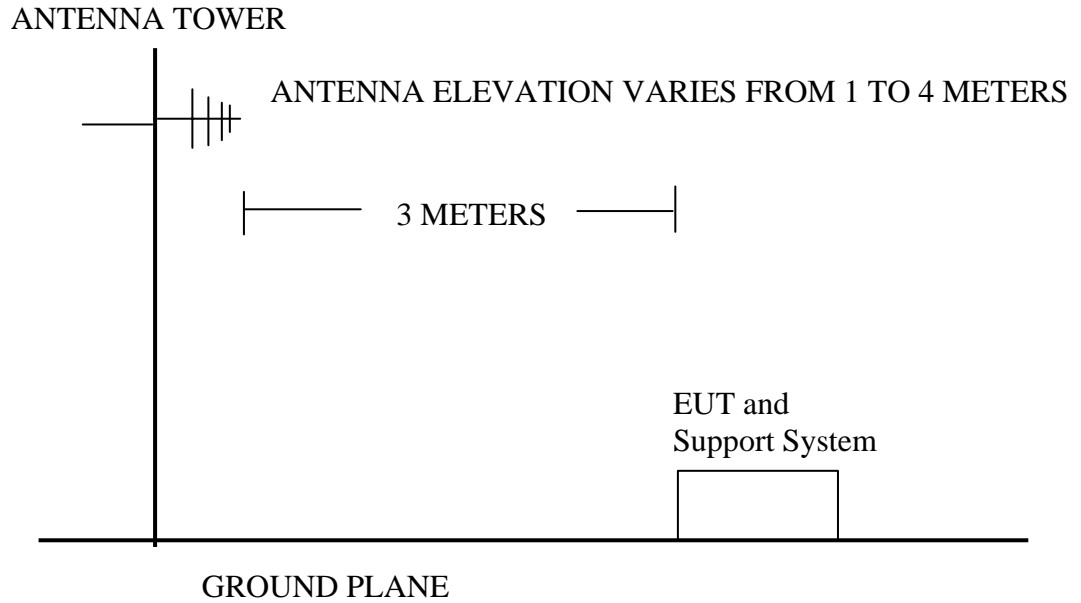 ANTENNA TOWER
ANTENNA ELEVATION VARIES FROM 1 TO 4 METERS
3 METERS
EUT and
Support System
GROUND PLANE